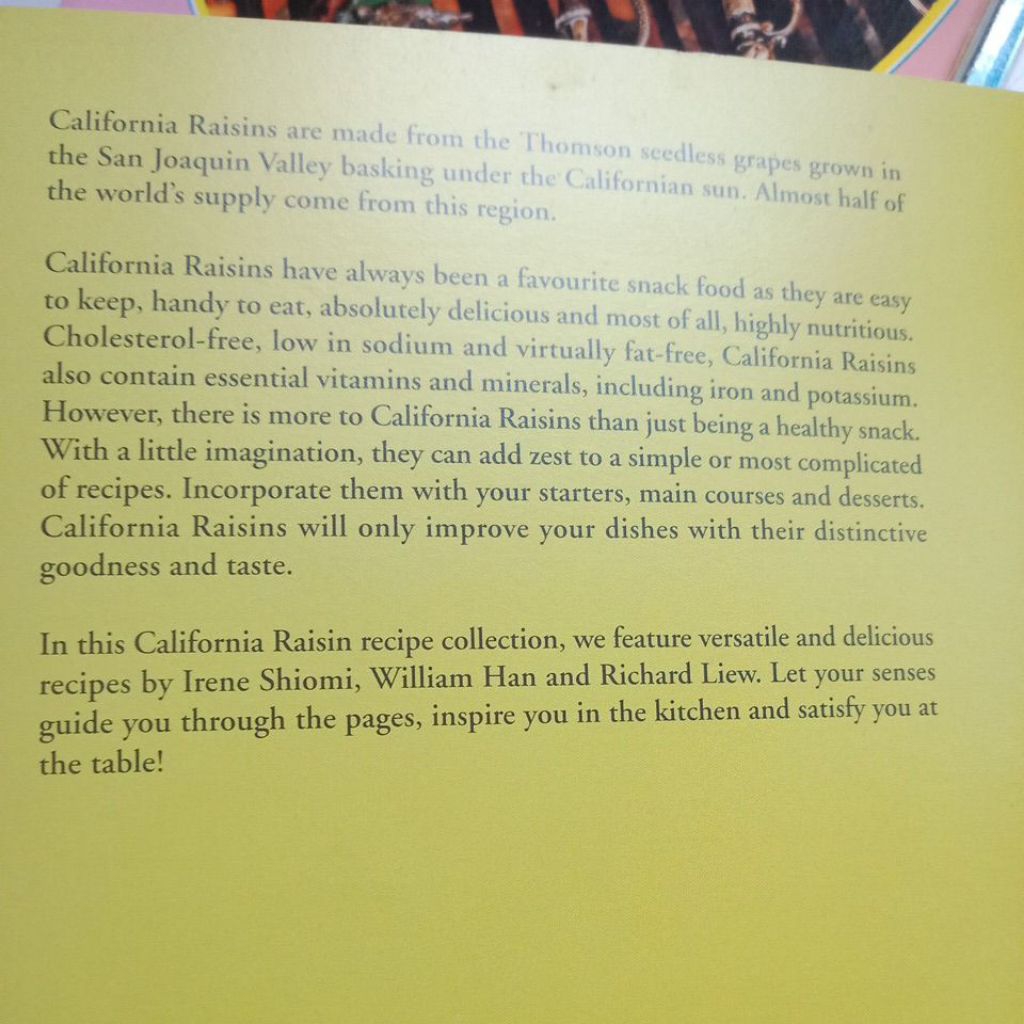 California Raisins are made from the Thomson seedless grapes grown in
the San Joaquin Valley basking under the Californian sun. Almost half of
the world's supply come from this region.
California Raisins have always been a favourite snack food as they are easy
to keep, handy to eat, absolutely delicious and most of all, highly nutritious.
Cholesterol-free, low in sodium and virtually fat-free, California Raisins
also contain essential vitamins and minerals, including iron and potassium.
However, there is more to California Raisins than just being a healthy snack.
With a little imagination, they can add zest to a simple or most complicated
of recipes. Incorporate them with your starters, main courses and desserts.
California Raisins will only improve your dishes with their distinctive
goodness and taste.
In this California Raisin recipe collection, we feature versatile and delicious
recipes by Irene Shiomi, William Han and Richard Liew. Let your senses
guide you through the pages, inspire you in the kitchen and satisfy you at
the table!